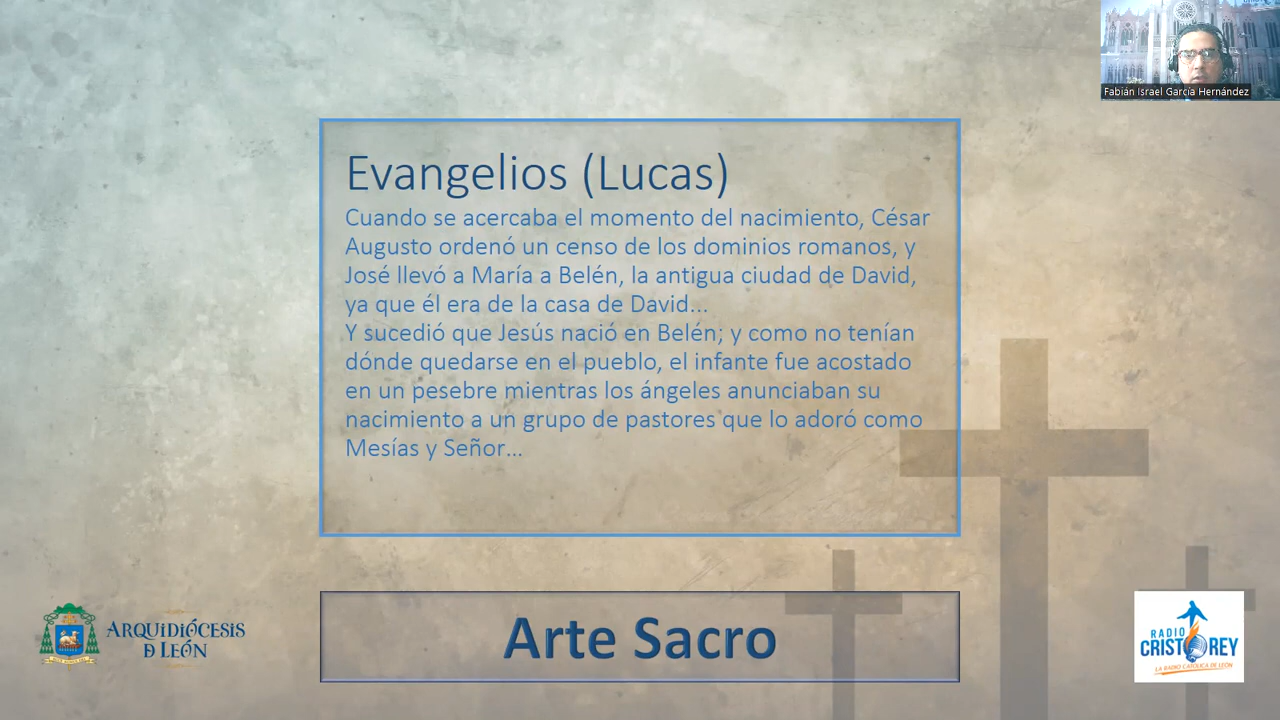 Fabián Israel García Hernández
Evangelios (Lucas)
Cuando se acercaba el momento del nacimiento, César
Augusto ordenó un censo de los dominios romanos, y
José llevó a María a Belén, la antigua ciudad de David,
ya que él era de la casa de David...
Y sucedió que Jesús nació en Belén; y como no tenían
dónde quedarse en el pueblo, el infante fue acostado
en un pesebre mientras los ángeles anunciaban su
nacimiento a un grupo de pastores que lo adoró como
Mesías y Señor...
ARQUIDIÓCESIS
D LEÓN
Arte Sacro
RADIO
CRISTO REY
LA RADIO CATÓLICA DE LEÓN